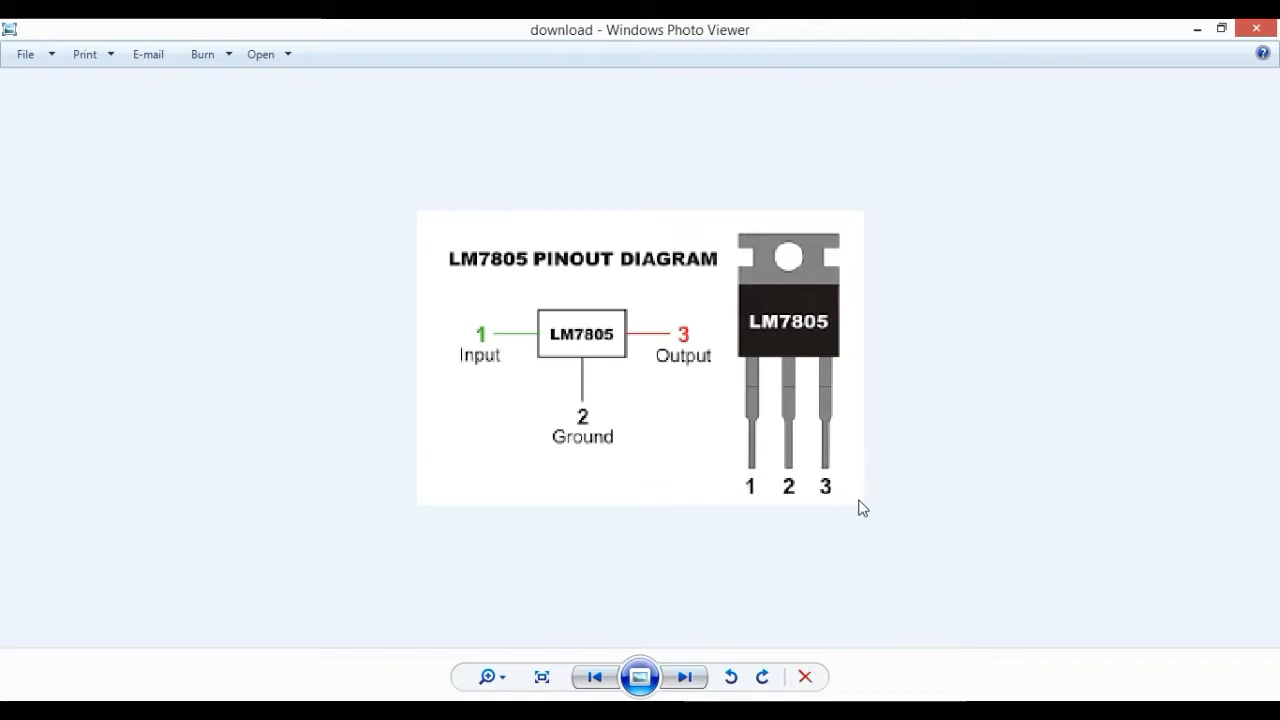 download - Windows Photo Viewer
File Print E-mail Burn Open
LM7805 PINOUT DIAGRAM
LM7805
1 LM7805 3
Input Output
2
Ground
1 2 3